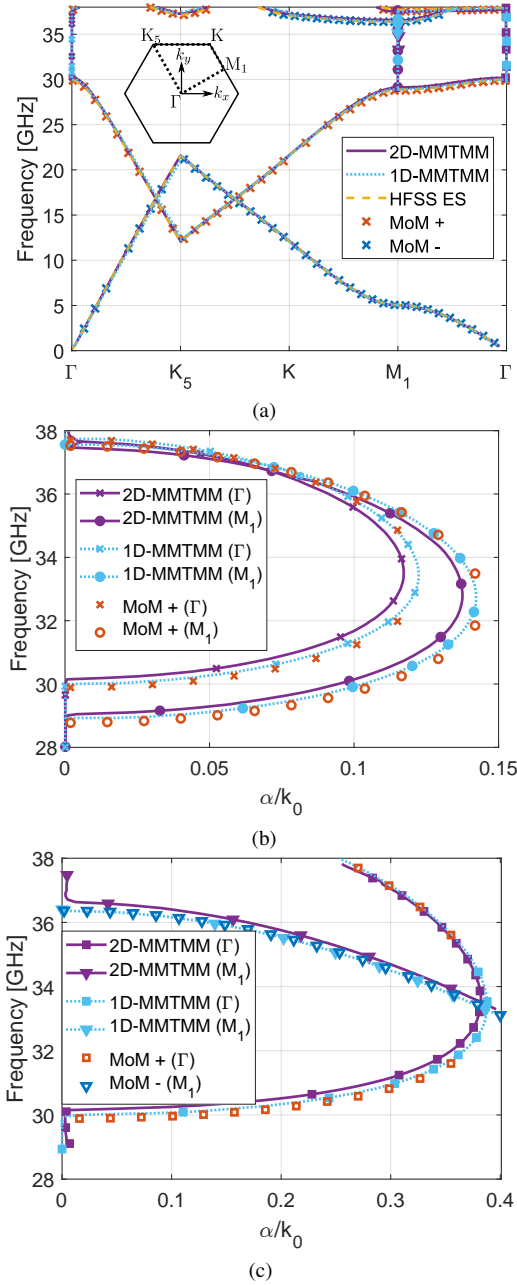 40
35
30
25
20
15
10
5
0
Frequency [GHz]
K₅
K
k_y
M₁
Γ
k_x
2D-MMTMM
1D-MMTMM
HFSS ES
MoM +
MoM -
Γ
K₅
K
M₁
Γ
(a)
38
36
34
32
30
28
Frequency [GHz]
2D-MMTMM (Γ)
2D-MMTMM (M₁)
1D-MMTMM (Γ)
1D-MMTMM (M₁)
MoM + (Γ)
MoM + (M₁)
0
0.05
0.1
0.15
α/k₀
(b)
38
36
34
32
30
28
Frequency [GHz]
2D-MMTMM (Γ)
2D-MMTMM (M₁)
1D-MMTMM (Γ)
1D-MMTMM (M₁)
MoM + (Γ)
MoM - (M₁)
0
0.1
0.2
0.3
0.4
α/k₀
(c)